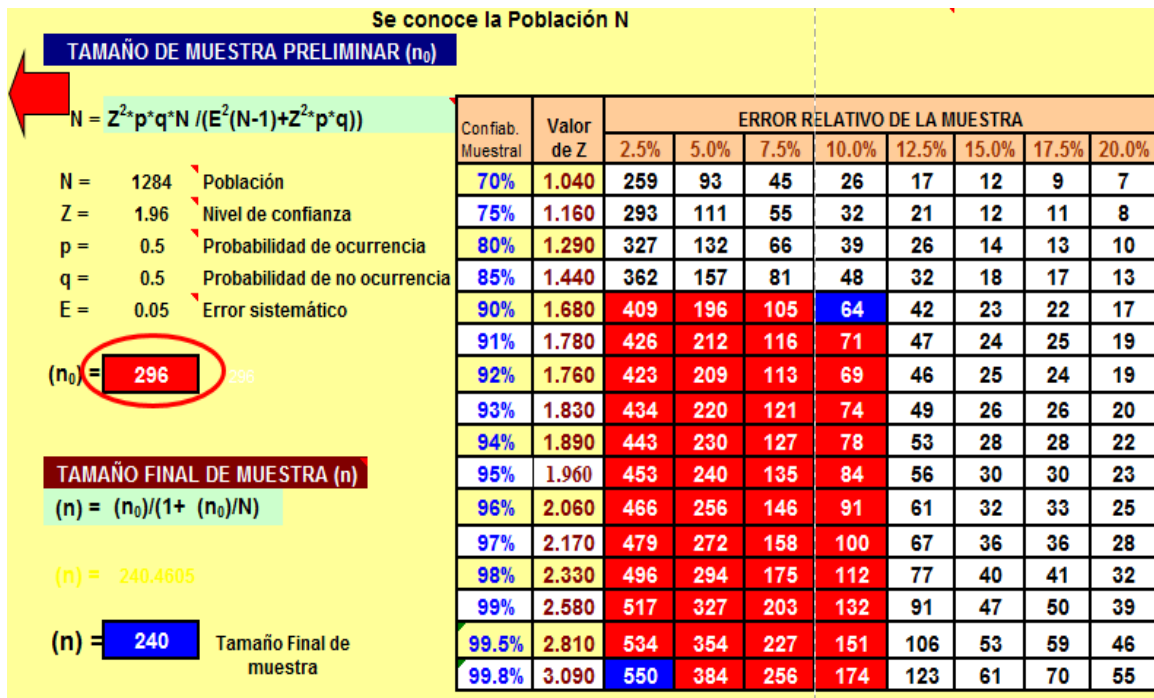 Se conoce la Población N
TAMAÑO DE MUESTRA PRELIMINAR (n₀)
N = Z²*p*q*N /(E²(N-1)+Z²*p*q))
N = 1284 Población
Z = 1.96 Nivel de confianza
p = 0.5 Probabilidad de ocurrencia
q = 0.5 Probabilidad de no ocurrencia
E = 0.05 Error sistemático
(n₀) = 296 296
TAMAÑO FINAL DE MUESTRA (n)
(n) = (n₀)/(1+ (n₀)/N)
(n) = 240.4605
(n) = 240 Tamaño Final de
muestra
Confiab. Valor ERROR RELATIVO DE LA MUESTRA
Muestral de Z 2.5% 5.0% 7.5% 10.0% 12.5% 15.0% 17.5% 20.0%
70% 1.040 259 93 45 26 17 12 9 7
75% 1.160 293 111 55 32 21 12 11 8
80% 1.290 327 132 66 39 26 14 13 10
85% 1.440 362 157 81 48 32 18 17 13
90% 1.680 409 196 105 64 42 23 22 17
91% 1.780 426 212 116 71 47 24 25 19
92% 1.760 423 209 113 69 46 25 24 19
93% 1.830 434 220 121 74 49 26 26 20
94% 1.890 443 230 127 78 53 28 28 22
95% 1.960 453 240 135 84 56 30 30 23
96% 2.060 466 256 146 91 61 32 33 25
97% 2.170 479 272 158 100 67 36 36 28
98% 2.330 496 294 175 112 77 40 41 32
99% 2.580 517 327 203 132 91 47 50 39
99.5% 2.810 534 354 227 151 106 53 59 46
99.8% 3.090 550 384 256 174 123 61 70 55